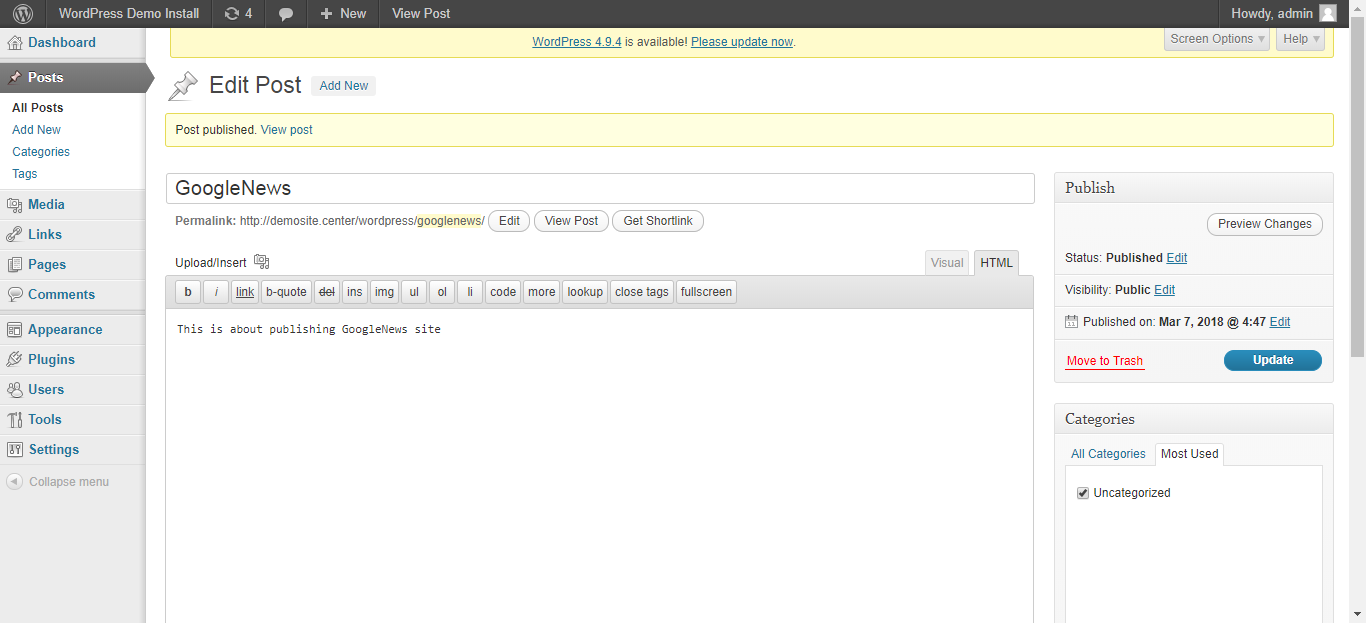 WordPress Demo Install 4 + New View Post Howdy, admin
WordPress 4.9.4 is available! Please update now.
Screen Options Help
Dashboard
Posts
All Posts
Add New
Categories
Tags
Media
Links
Pages
Comments
Appearance
Plugins
Users
Tools
Settings
Collapse menu
Edit Post Add New
Post published. View post
GoogleNews
Permalink: http://demosite.center/wordpress/googlenews/ Edit View Post Get Shortlink
Upload/Insert Visual HTML
b i link b-quote del ins img ul ol li code more lookup close tags fullscreen
This is about publishing GoogleNews site
Publish
Preview Changes
Status: Published Edit
Visibility: Public Edit
Published on: Mar 7, 2018 @ 4:47 Edit
Move to Trash Update
Categories
All Categories Most Used
Uncategorized